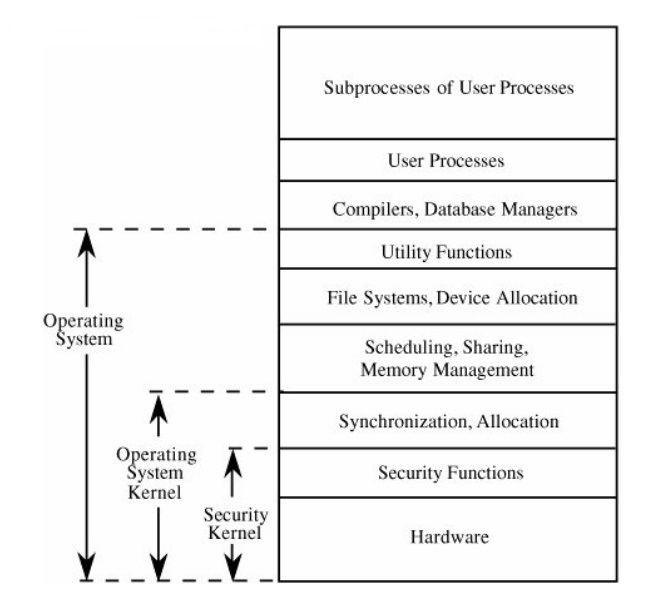 Subprocesses of User Processes
User Processes
Compilers, Database Managers
Utility Functions
File Systems, Device Allocation
Scheduling, Sharing,
Memory Management
Synchronization, Allocation
Security Functions
Hardware
Operating
System
Operating
System
Kernel
Security
Kernel